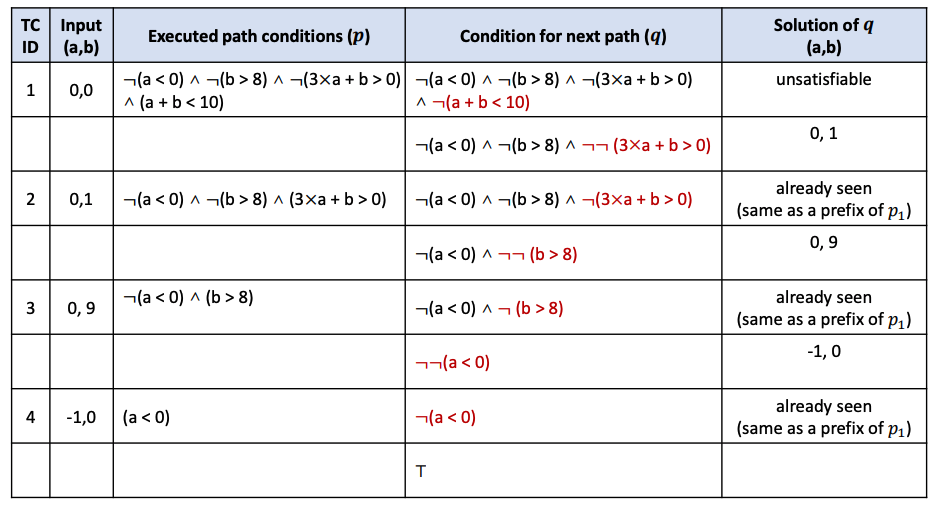 TC ID
Input (a,b)
Executed path conditions (p)
Condition for next path (q)
Solution of q (a,b)
1
0,0
¬(a < 0) ∧ ¬(b > 8) ∧ ¬(3×a + b > 0)
∧ (a + b < 10)
¬(a < 0) ∧ ¬(b > 8) ∧ ¬(3×a + b > 0)
∧ ¬(a + b < 10)
unsatisfiable
¬(a < 0) ∧ ¬(b > 8) ∧ ¬¬ (3×a + b > 0)
0, 1
2
0,1
¬(a < 0) ∧ ¬(b > 8) ∧ (3×a + b > 0)
¬(a < 0) ∧ ¬(b > 8) ∧ ¬(3×a + b > 0)
already seen
(same as a prefix of p₁)
¬(a < 0) ∧ ¬¬ (b > 8)
0, 9
3
0, 9
¬(a < 0) ∧ (b > 8)
¬(a < 0) ∧ ¬ (b > 8)
already seen
(same as a prefix of p₁)
¬¬(a < 0)
-1, 0
4
-1,0
(a < 0)
¬(a < 0)
already seen
(same as a prefix of p₁)
⊤